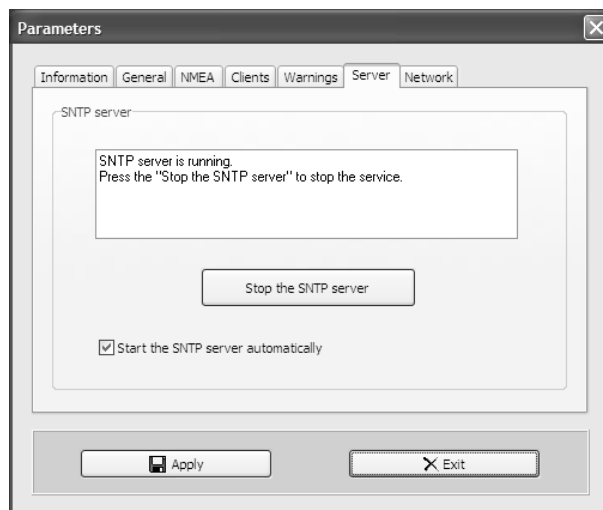 Parameters
Information General NMEA Clients Warnings Server Network
SNTP server
SNTP server is running.
Press the "Stop the SNTP server" to stop the service.
Stop the SNTP server
Start the SNTP server automatically
Apply Exit